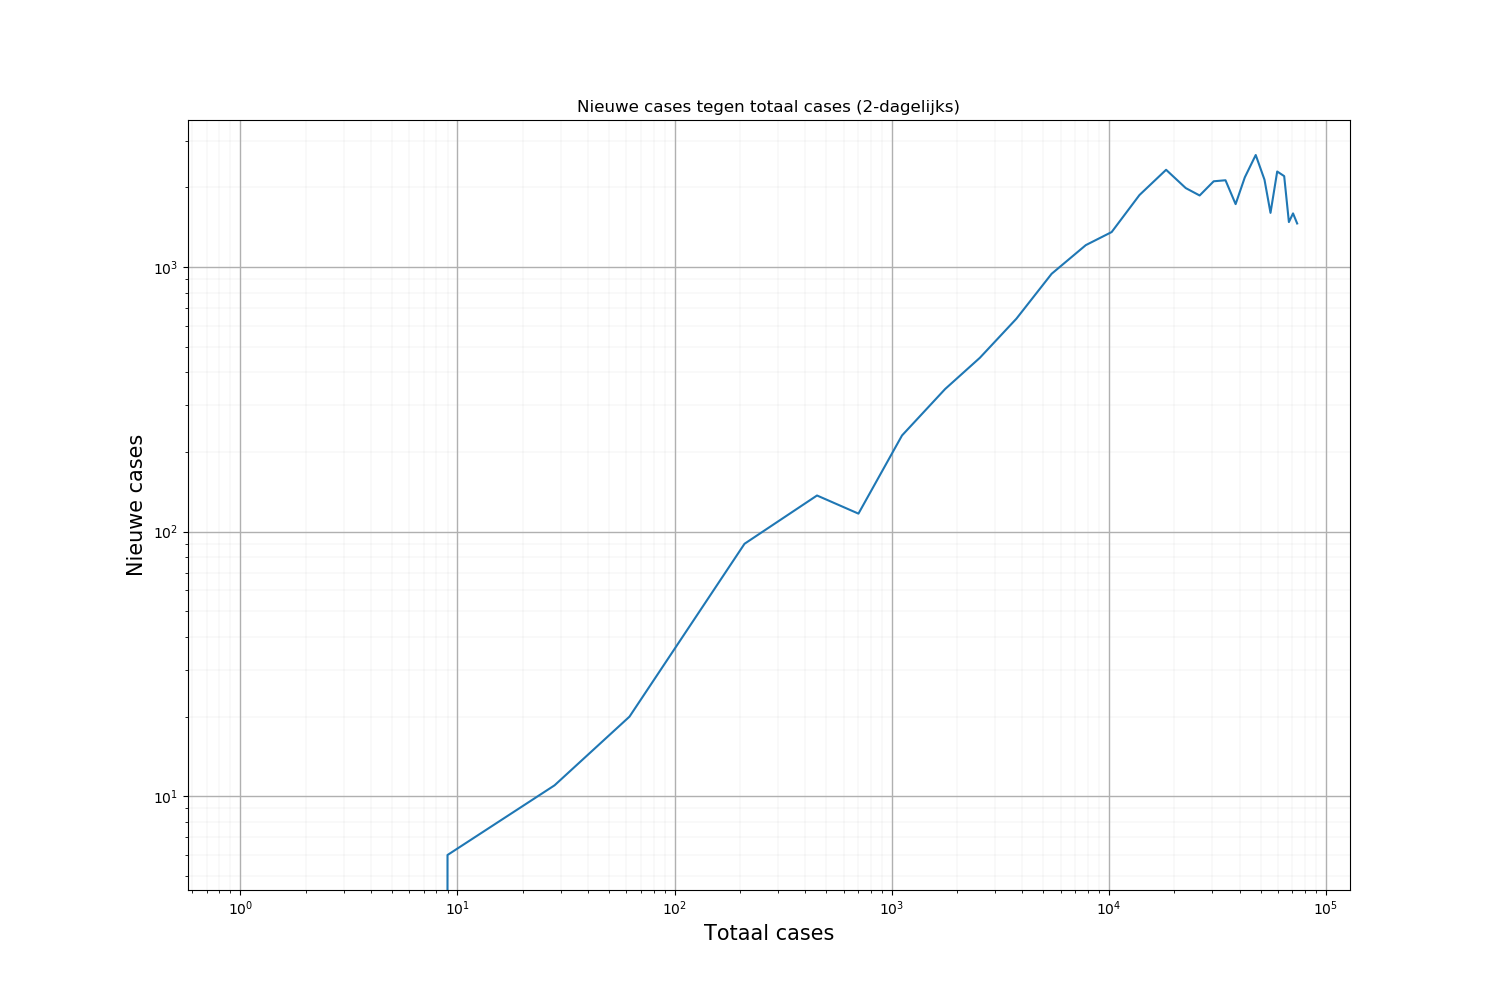 Nieuwe cases tegen totaal cases (2-dagelijks)
Nieuwe cases
10³
10²
10¹
10⁰ 10¹ 10² 10³ 10⁴ 10⁵
Totaal cases